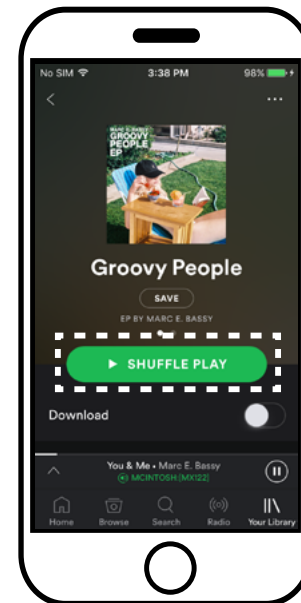 No SIM 3:38 PM 98%
MARC E. BASSY
GROOVY
PEOPLE
EP
Groovy People
SAVE
EP BY MARC E. BASSY
SHUFFLE PLAY
Download
You & Me • Marc E. Bassy
MCINTOSH [MX122]
Home Browse Search Radio Your Library